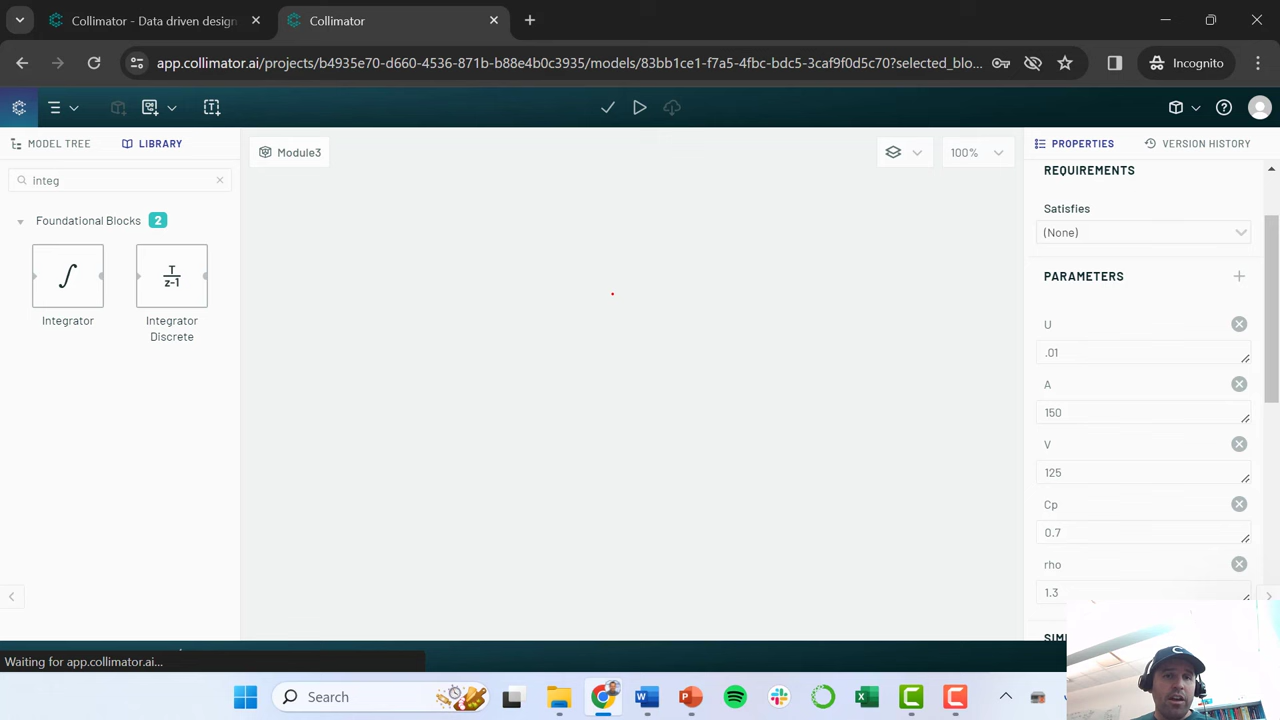 Collimator - Data driven design
Collimator
app.collimator.ai/projects/b4935e70-d660-4536-871b-b88e4b0c3935/models/83bb1ce1-f7a5-4fbc-bdc5-3caf9f0d5c70?selected_blo...
Incognito
MODEL TREE
LIBRARY
Module3
100%
PROPERTIES
VERSION HISTORY
integ
Foundational Blocks 2
∫
T
z-1
Integrator
Integrator
Discrete
REQUIREMENTS
Satisfies
(None)
PARAMETERS
U
.01
A
150
V
125
Cp
0.7
rho
1.3
Waiting for app.collimator.ai...
Search